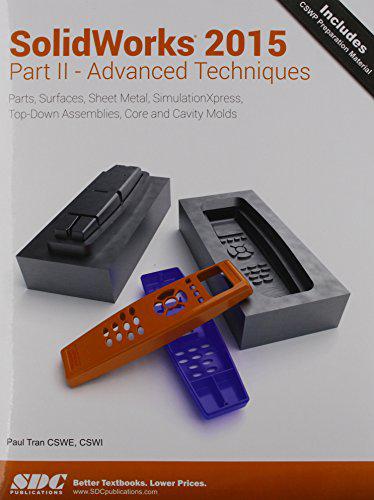 Includes
CSWP Preparation Material
SolidWorks® 2015
Part II - Advanced Techniques
Parts, Surfaces, Sheet Metal, SimulationXpress,
Top-Down Assemblies, Core and Cavity Molds
Paul Tran CSWE, CSWI
SDC
PUBLICATIONS
Better Textbooks. Lower Prices.
www.SDCpublications.com